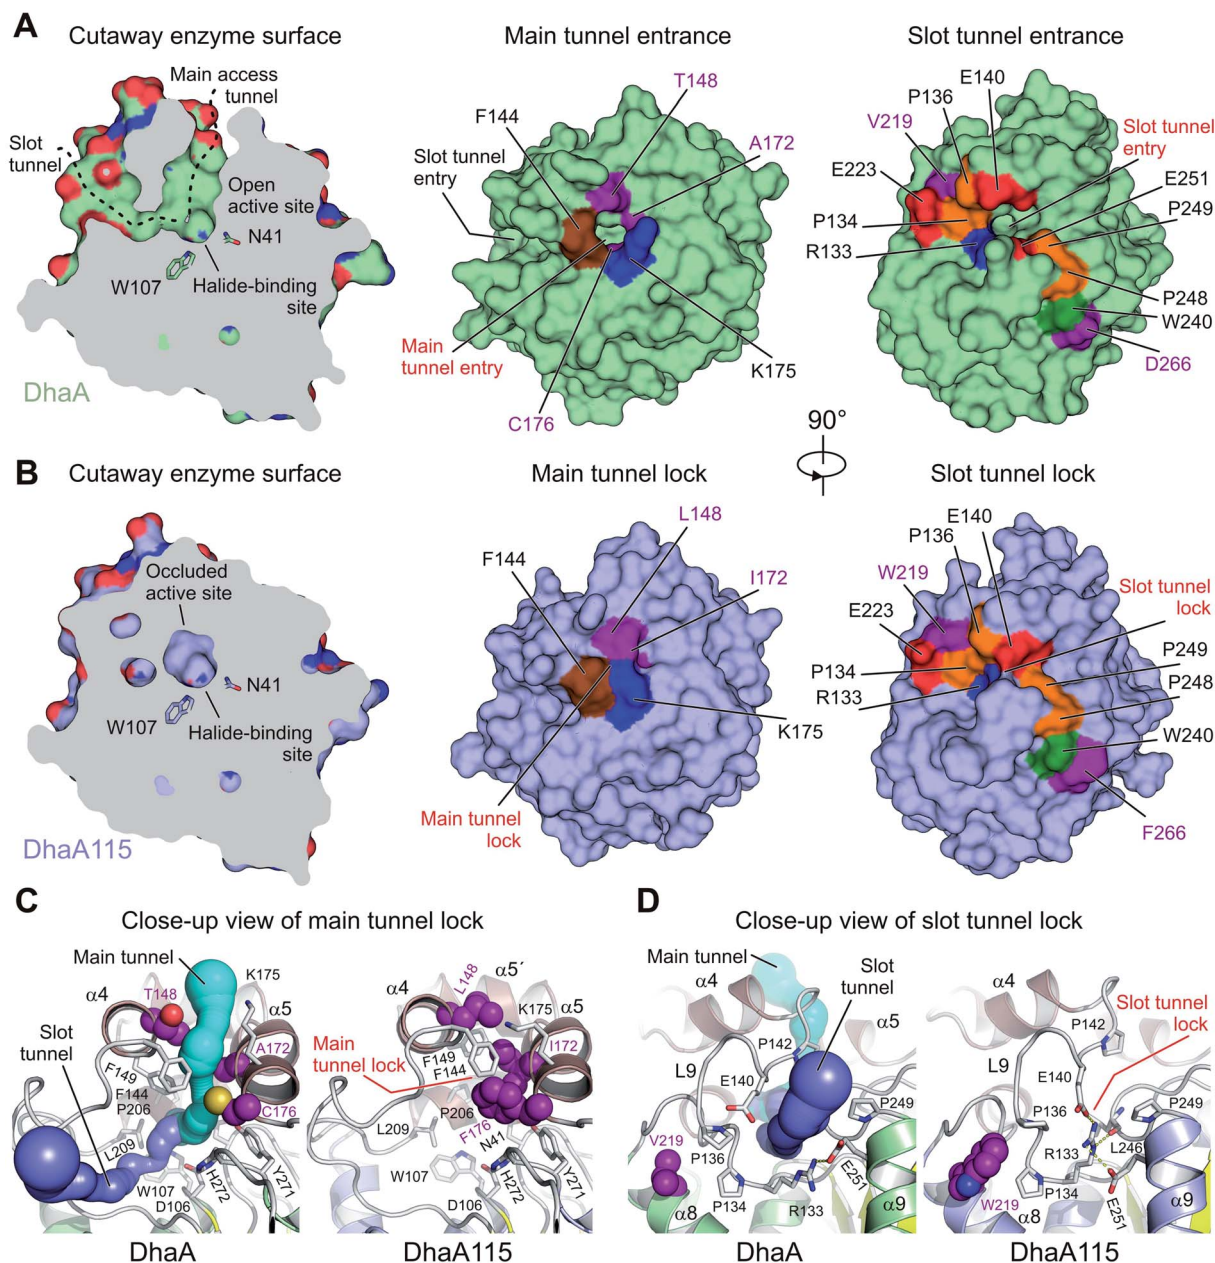 A
Cutaway enzyme surface
Main tunnel entrance
Slot tunnel entrance
Main access
tunnel
Slot
tunnel
Open
active site
N41
W107
Halide-binding
site
DhaA
T148
F144
A172
Slot tunnel
entry
Main
tunnel entry
K175
C176
E140
P136
V219
Slot tunnel
entry
E223
E251
P249
P134
R133
P248
W240
D266
90°
B
Cutaway enzyme surface
Main tunnel lock
Slot tunnel lock
Occluded
active site
N41
W107
Halide-binding
site
DhaA115
L148
F144
I172
K175
Main tunnel
lock
E140
P136
W219
Slot tunnel
lock
E223
P249
P134
P248
R133
W240
F266
C
Close-up view of main tunnel lock
Main tunnel
K175
α4
T148
α5
Slot
tunnel
A172
F149
F144
P206
C176
L209
W107
D106
H272
Y271
DhaA
α5´
α4
L148
K175
α5
Main
tunnel lock
F149
F144
I172
P206
L209
F176
N41
W107
D106
H272
Y271
DhaA115
D
Close-up view of slot tunnel lock
Main tunnel
Slot
tunnel
α4
α5
P142
L9
E140
P249
V219
P136
E251
P134
R133
α8
α9
DhaA
α4
Slot tunnel
lock
P142
L9
E140
P136
P249
R133
L246
P134
W219
E251
α8
α9
DhaA115